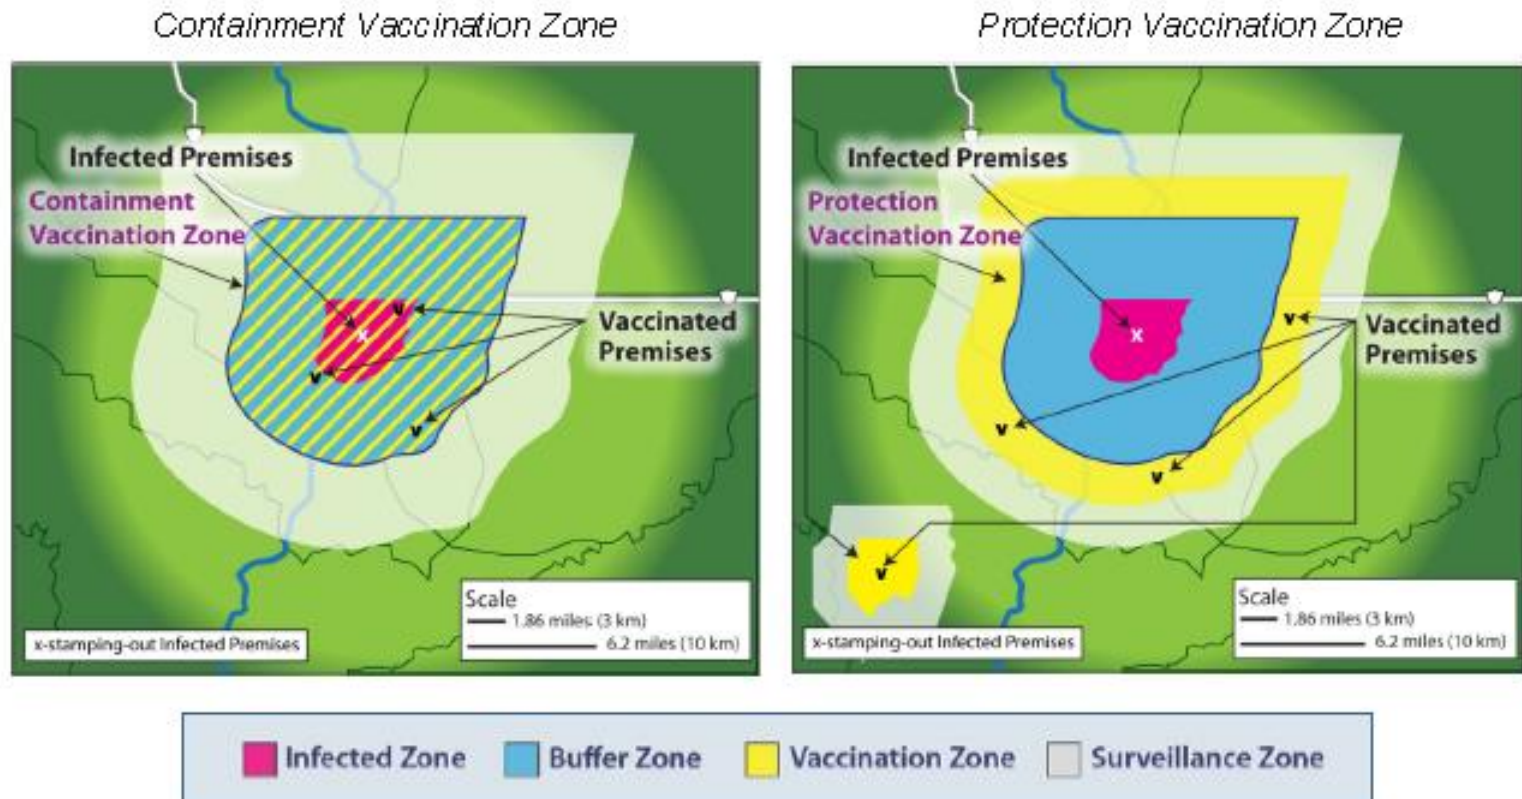 Containment Vaccination Zone
Infected Premises
Containment
Vaccination Zone
x
v
v
v
Vaccinated
Premises
Scale
1.86 miles (3 km)
6.2 miles (10 km)
x-stamping-out Infected Premises
Protection Vaccination Zone
Infected Premises
Protection
Vaccination Zone
x
v
v
v
v
Vaccinated
Premises
Scale
1.86 miles (3 km)
6.2 miles (10 km)
x-stamping-out Infected Premises
Infected Zone
Buffer Zone
Vaccination Zone
Surveillance Zone